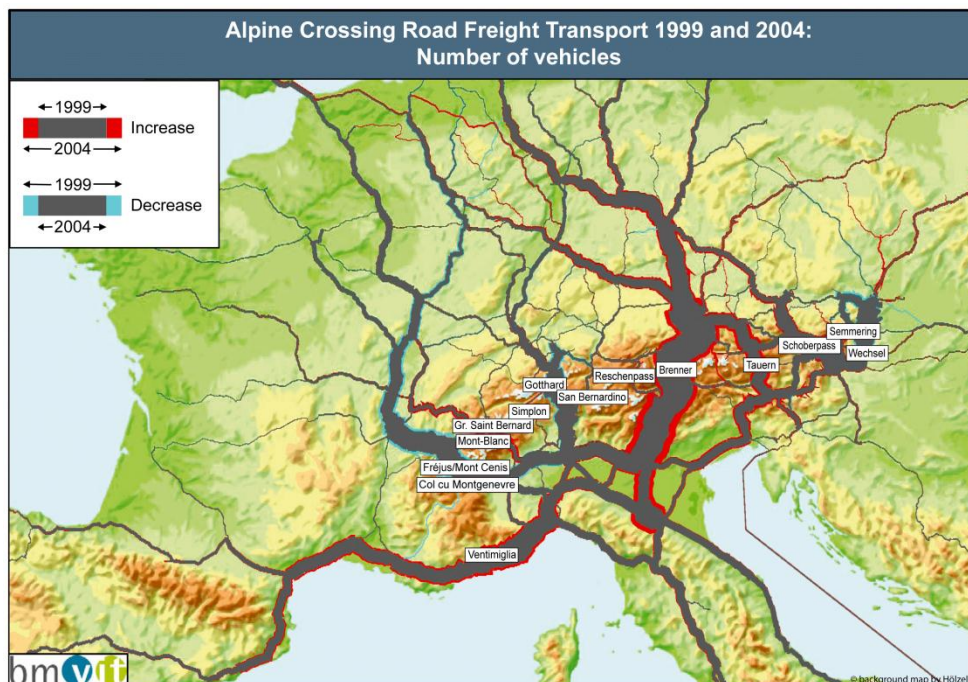 Alpine Crossing Road Freight Transport 1999 and 2004:
Number of vehicles
1999
Increase
2004
1999
Decrease
2004
Semmering
Schoberpass
Wechsel
Tauern
Brenner
Reschenpass
Gotthard
San Bernardino
Simplon
Gr. Saint Bernard
Mont-Blanc
Fréjus/Mont Cenis
Col cu Montgenevre
Ventimiglia
bmvit
© background map by Hölzel